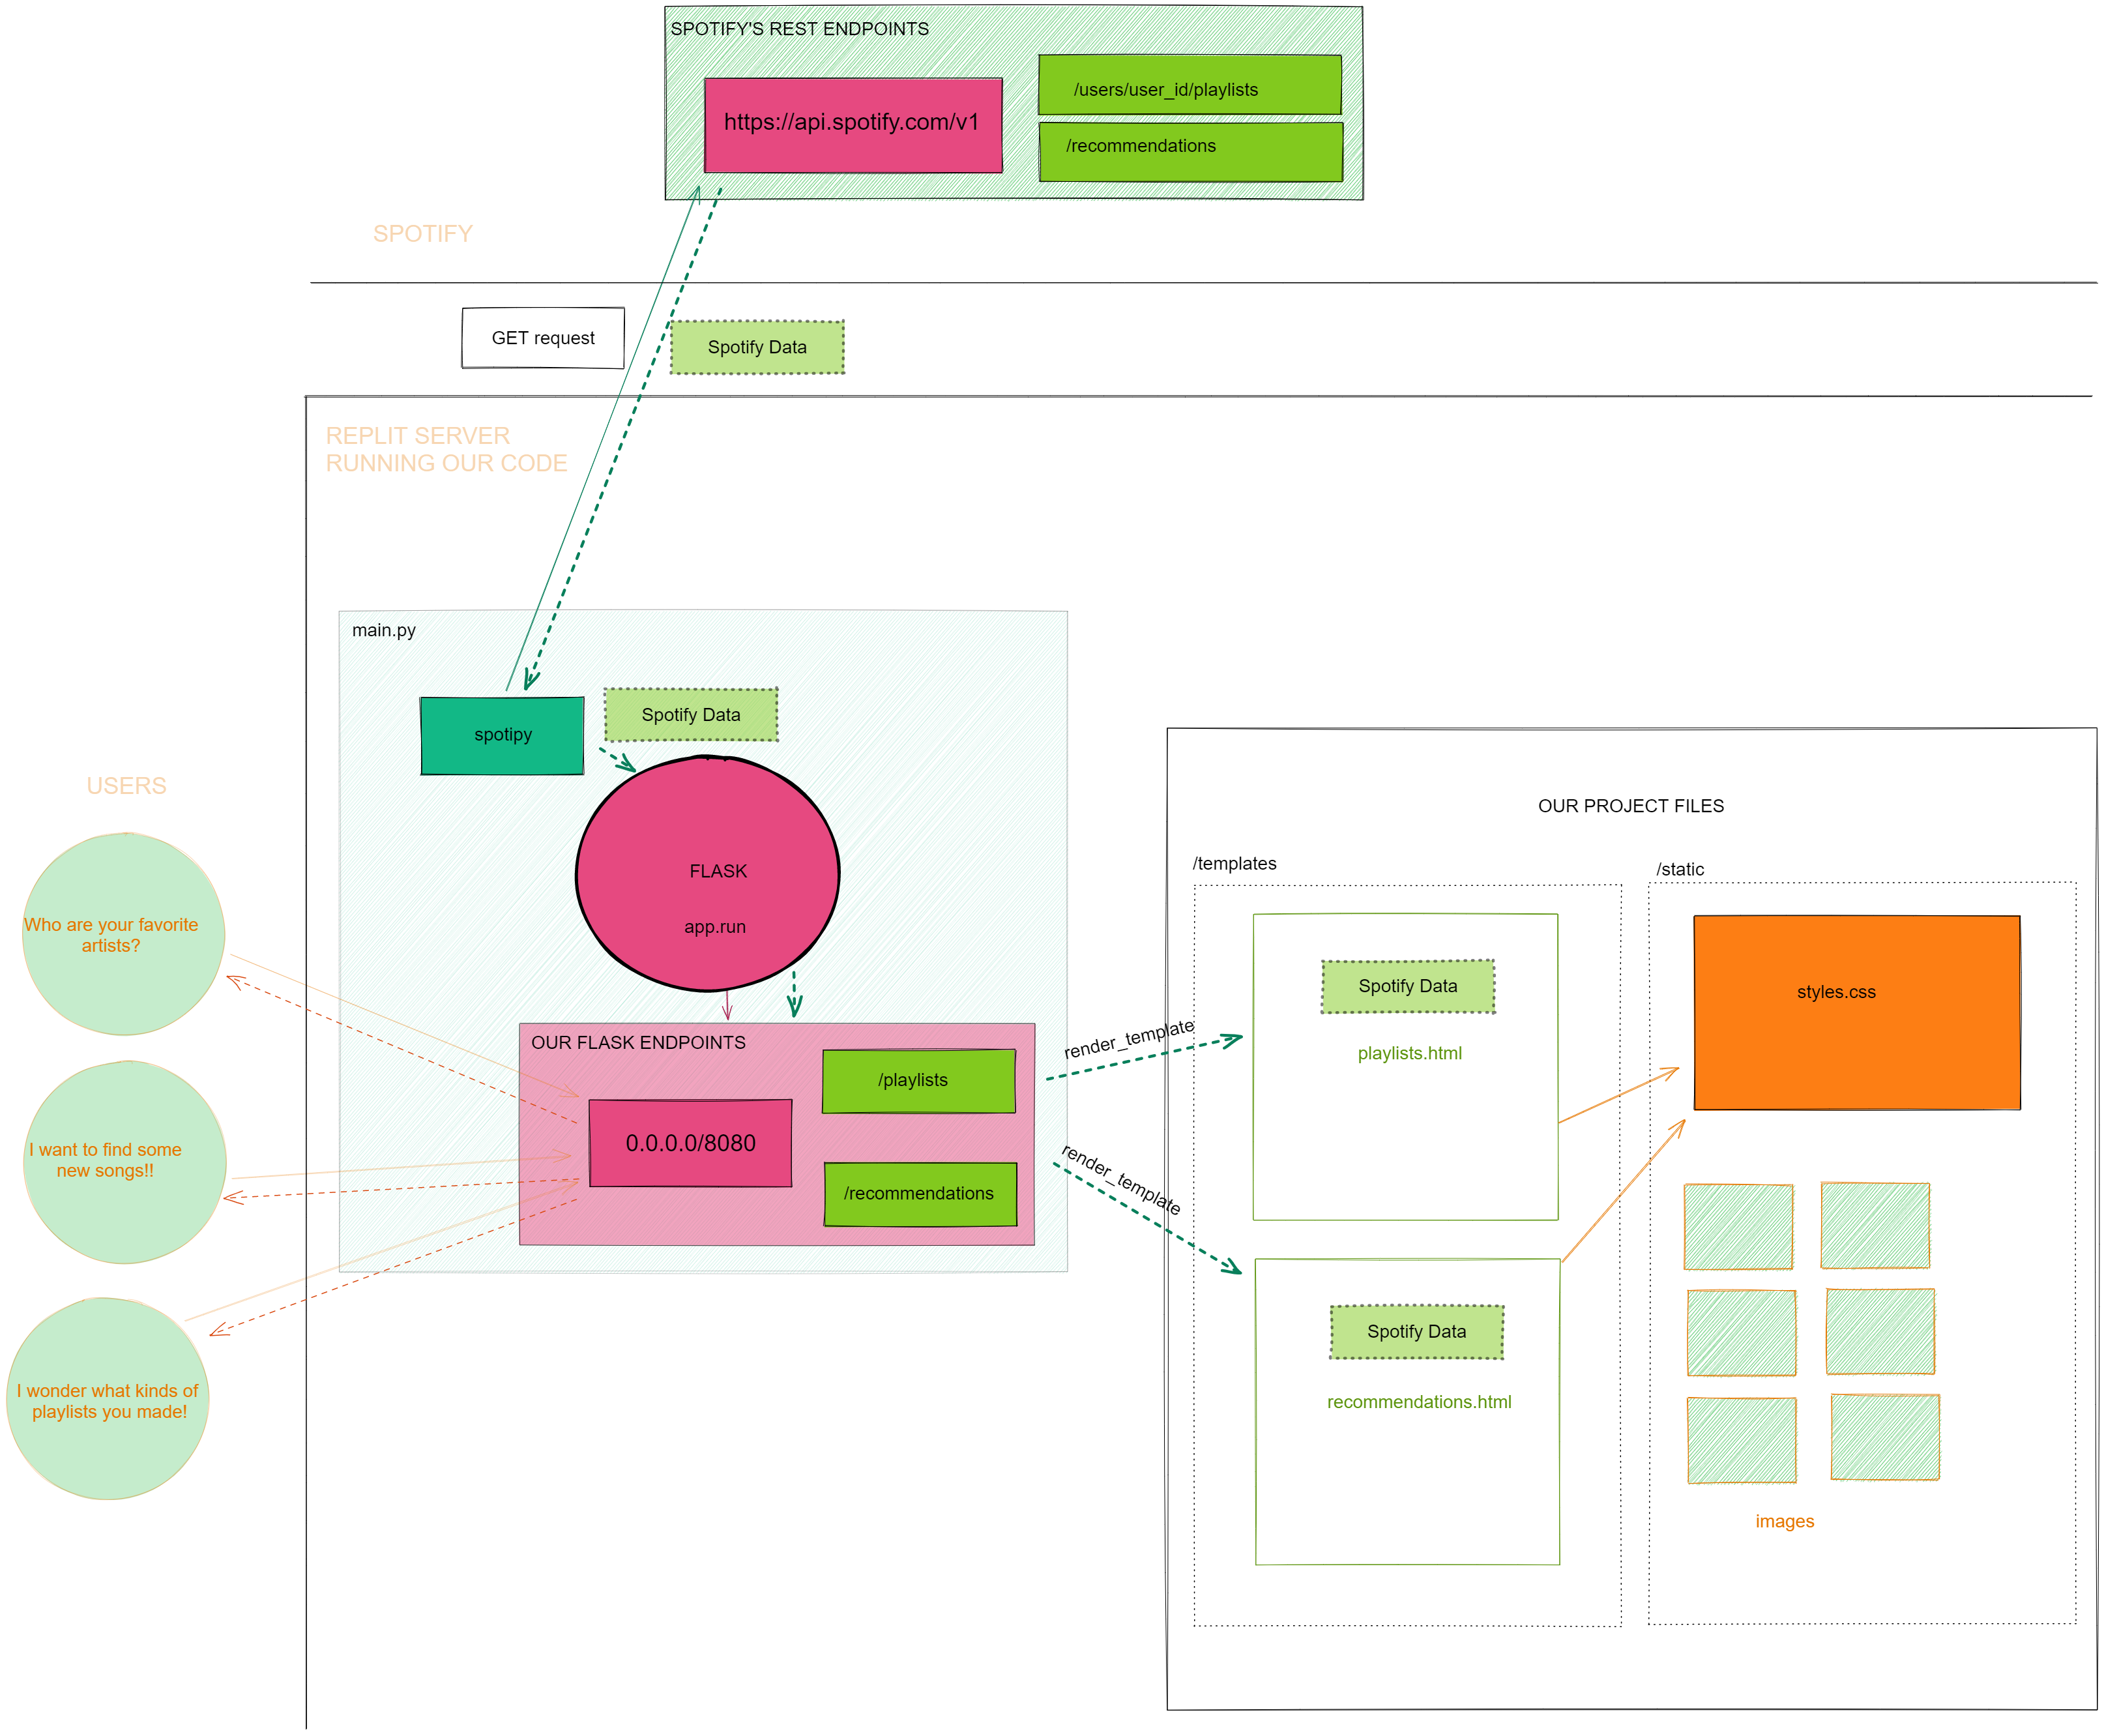 SPOTIFY'S REST ENDPOINTS
https://api.spotify.com/v1
/users/user_id/playlists
/recommendations
SPOTIFY
GET request
Spotify Data
REPLIT SERVER
RUNNING OUR CODE
main.py
spotipy
Spotify Data
FLASK
app.run
OUR FLASK ENDPOINTS
0.0.0.0/8080
/playlists
/recommendations
USERS
Who are your favorite
artists?
I want to find some
new songs!!
I wonder what kinds of
playlists you made!
render_template
render_template
OUR PROJECT FILES
/templates
Spotify Data
playlists.html
Spotify Data
recommendations.html
/static
styles.css
images